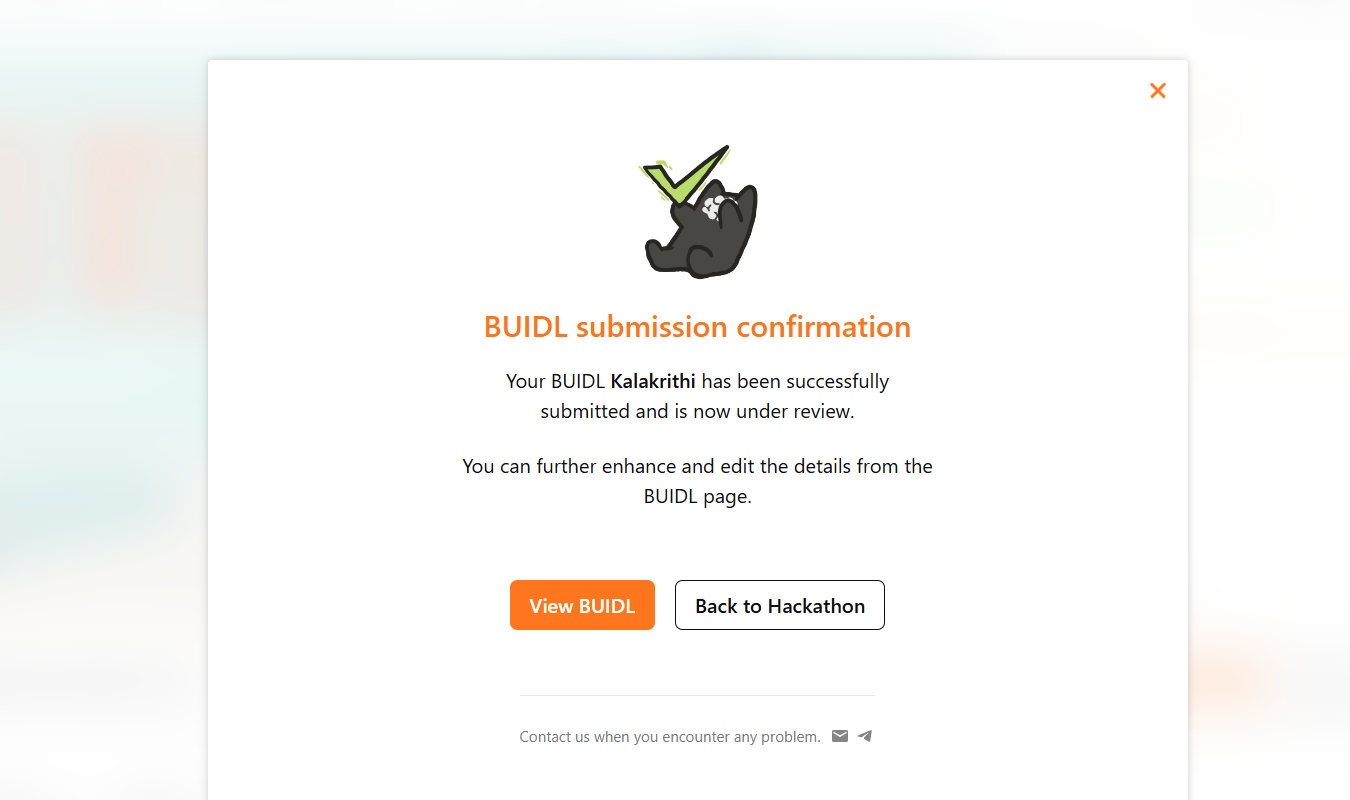 BUIDL submission confirmation
Your BUIDL Kalakrithi has been successfully
submitted and is now under review.
You can further enhance and edit the details from the
BUIDL page.
View BUIDL
Back to Hackathon
Contact us when you encounter any problem.